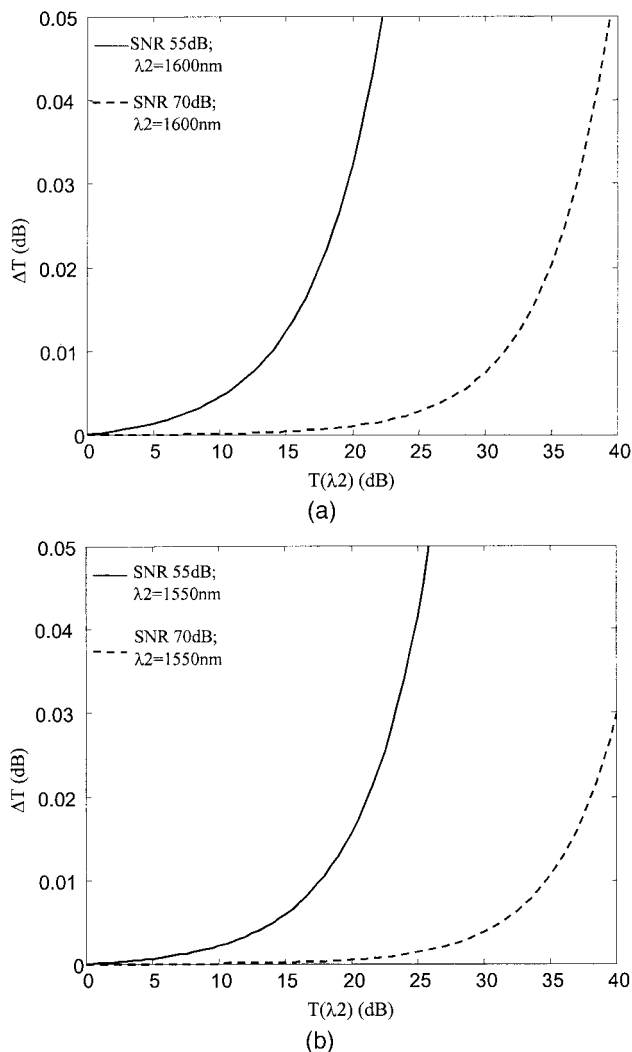 0.05
SNR 55dB;
λ2=1600nm
0.04
SNR 70dB;
λ2=1600nm
0.03
ΔT (dB)
0.02
0.01
0
0 5 10 15 20 25 30 35 40
T(λ2) (dB)
(a)
0.05
SNR 55dB;
λ2=1550nm
0.04
SNR 70dB;
λ2=1550nm
0.03
ΔT (dB)
0.02
0.01
0
0 5 10 15 20 25 30 35 40
T(λ2) (dB)
(b)